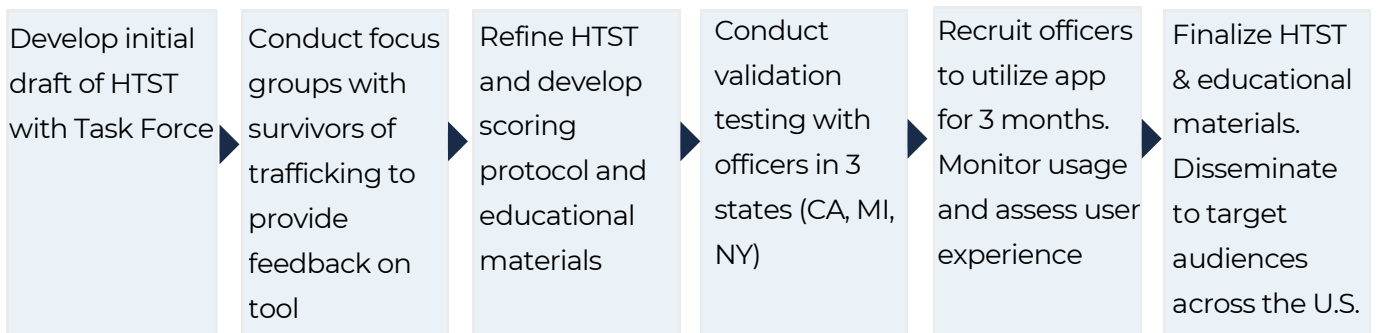 Develop initial
draft of HTST
with Task Force
Conduct focus
groups with
survivors of
trafficking to
provide
feedback on
tool
Refine HTST
and develop
scoring
protocol and
educational
materials
Conduct
validation
testing with
officers in 3
states (CA, MI,
NY)
Recruit officers
to utilize app
for 3 months.
Monitor usage
and assess user
experience
Finalize HTST
& educational
materials.
Disseminate
to target
audiences
across the U.S.